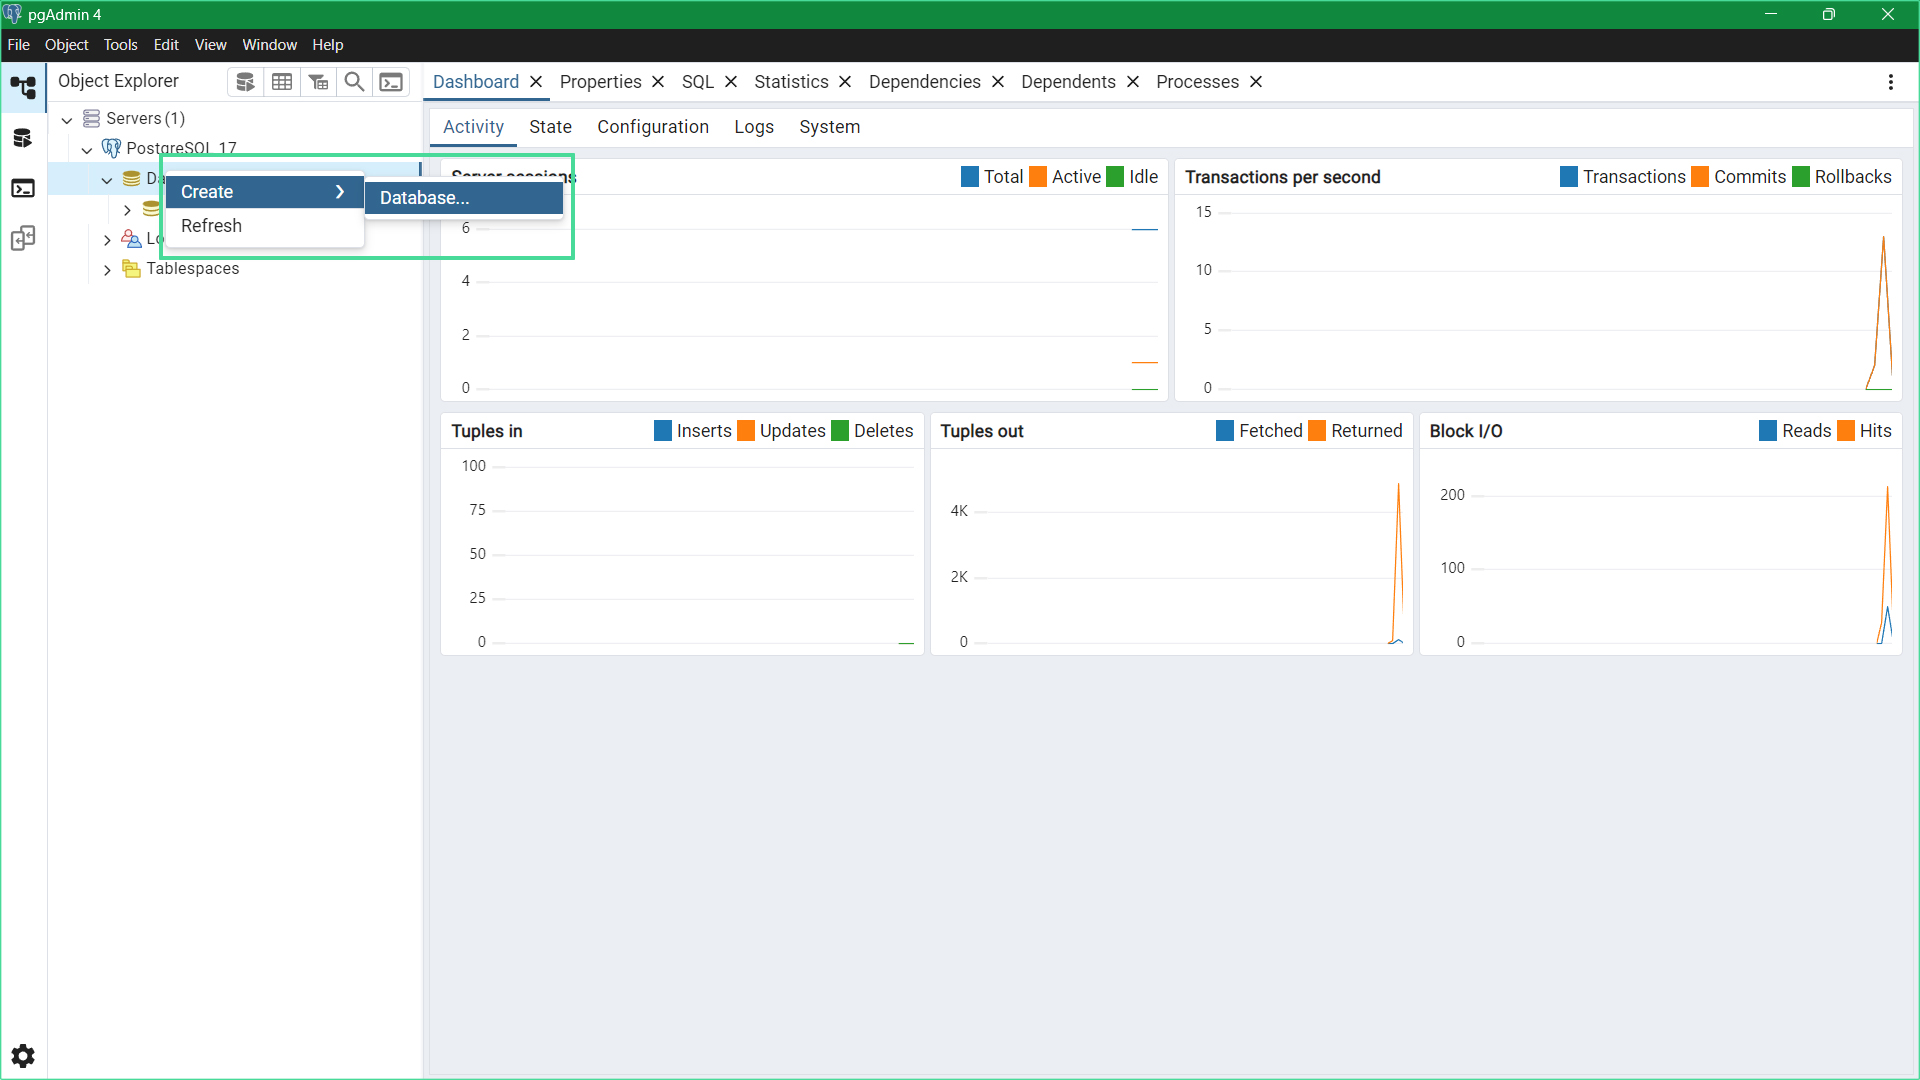 pgAdmin 4
File Object Tools Edit View Window Help
Object Explorer
Dashboard Properties SQL Statistics Dependencies Dependents Processes
Servers (1)
PostgreSQL 17
Da
Create
Database...
Refresh
Lo
Tablespaces
Activity State Configuration Logs System
Server sessions
Total Active Idle
6
4
2
0
Transactions per second
Transactions Commits Rollbacks
15
10
5
0
Tuples in
Inserts Updates Deletes
100
75
50
25
0
Tuples out
Fetched Returned
4K
2K
0
Block I/O
Reads Hits
200
100
0